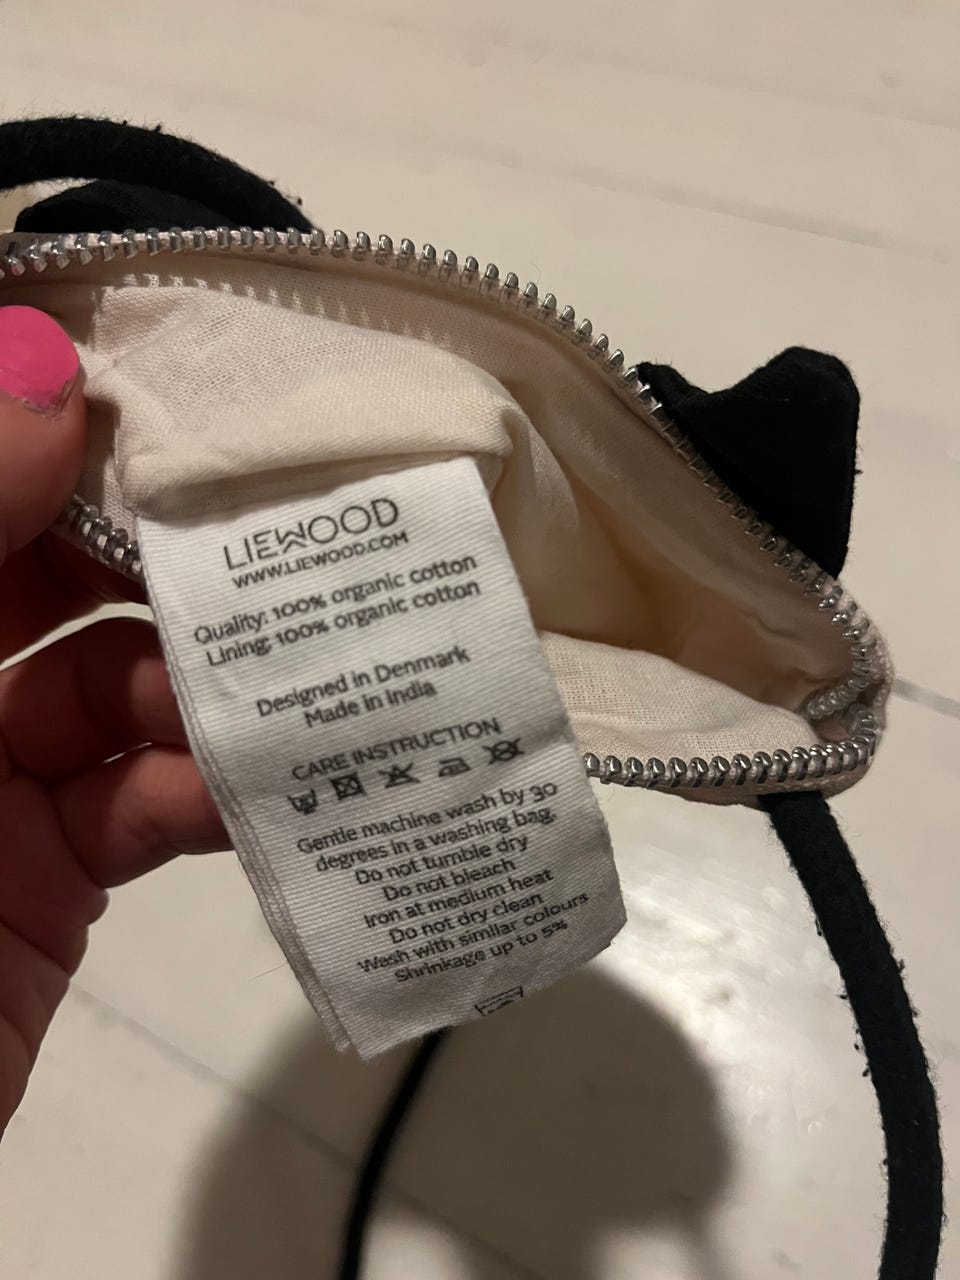 LIEWOOD
WWW.LIEWOOD.COM
Quality: 100% organic cotton
Lining: 100% organic cotton
Designed in Denmark
Made in India
CARE INSTRUCTION
Gentle machine wash by 30
degrees in a washing bag.
Do not tumble dry
Do not bleach
Iron at medium heat
Do not dry clean
Wash with similar colours
Shrinkage up to 5%